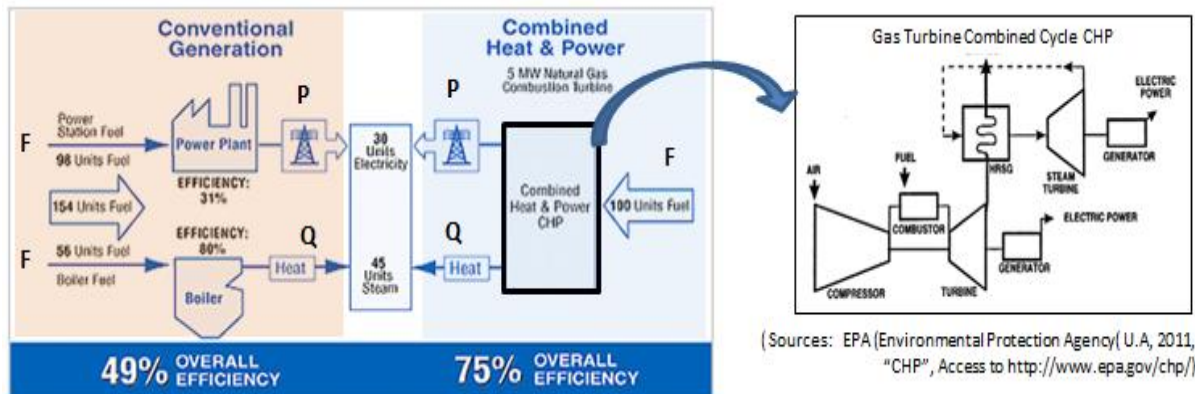 Conventional
Generation
Combined
Heat & Power
5 MW Natural Gas
Combustion Turbine
P
P
F
Power
Station Fuel
98 Units Fuel
Power Plant
30
Units
Electricity
F
EFFICIENCY:
31%
154 Units Fuel
Combined
Heat & Power
CHP
100 Units Fuel
EFFICIENCY:
80%
Q
Q
F
56 Units Fuel
Boiler Fuel
Boiler
Heat
45
Units
Steam
Heat
49% OVERALL
EFFICIENCY
75% OVERALL
EFFICIENCY
Gas Turbine Combined Cycle CHP
ELECTRIC
POWER
FUEL
HRSG
GENERATOR
STEAM
TURBINE
AIR
ELECTRIC POWER
COMBUSTOR
GENERATOR
COMPRESSOR
TURBINE
( Sources: EPA (Environmental Protection Agency( U.A, 2011,
“CHP”, Access to http://www.epa.gov/chp/)